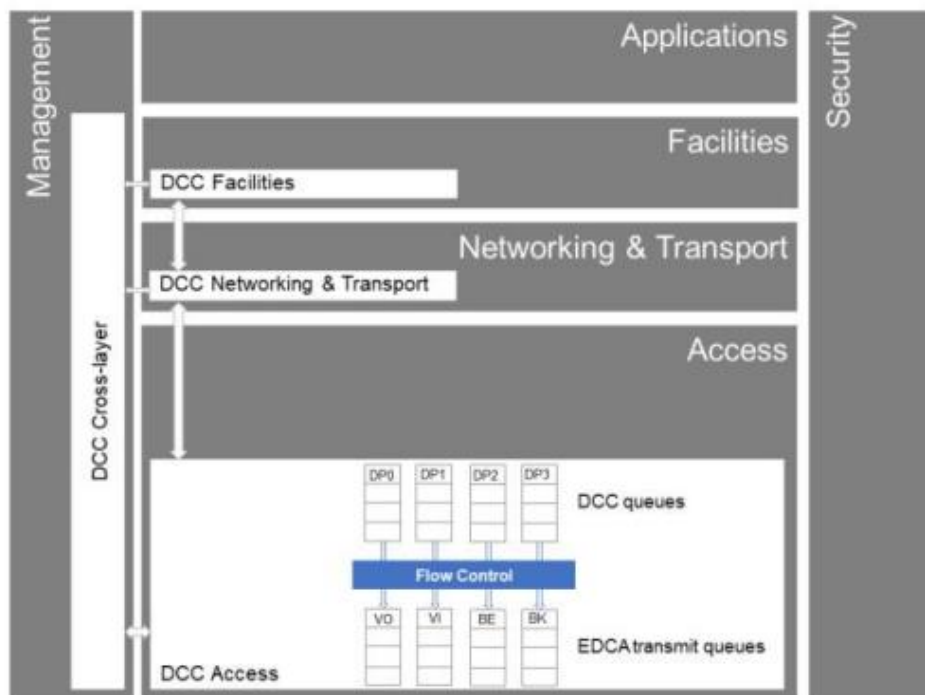 Management
Applications
Security
Facilities
DCC Facilities
Networking & Transport
DCC Networking & Transport
Access
DCC Cross-layer
DP0 DP1 DP2 DP3
DCC queues
Flow Control
VO VI BE BK
EDCA transmit queues
DCC Access